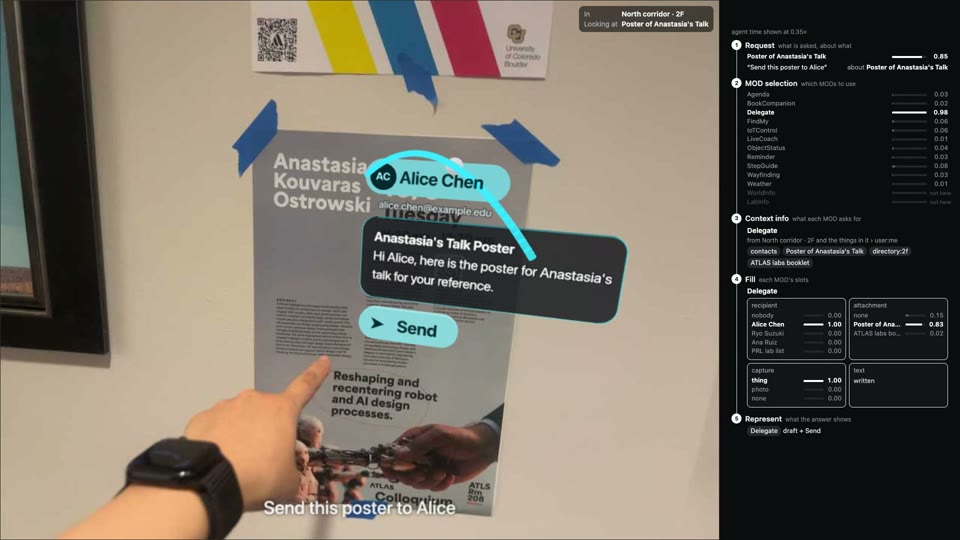 In North corridor · 2F
Looking at Poster of Anastasia's Talk
University
of Colorado
Boulder
Anastasia
Kouvaras
Ostrowski
Tuesday
AC Alice Chen
alice.chen@example.edu
Anastasia's Talk Poster
Hi Alice, here is the poster for Anastasia's
talk for your reference.
Send
Reshaping and
recentering robot
and AI design
processes.
ATLAS
Colloquium
ATLS
Rm
208
Send this poster to Alice
agent time shown at 0.35×
1 Request what is asked, about what
Poster of Anastasia's Talk 0.85
"Send this poster to Alice" about Poster of Anastasia's Talk
2 MOD selection which MODs to use
Agenda 0.03
BookCompanion 0.02
Delegate 0.98
FindMy 0.06
IoTControl 0.06
LiveCoach 0.01
ObjectStatus 0.04
Reminder 0.03
StepGuide 0.08
Wayfinding 0.03
Weather 0.01
WorldInfo not here
LabInfo not here
3 Context info what each MOD asks for
Delegate
from North corridor · 2F and the things in it › user:me
contacts Poster of Anastasia's Talk directory:2f
ATLAS labs booklet
4 Fill each MOD's slots
Delegate
recipient
nobody 0.00
Alice Chen 1.00
Ryo Suzuki 0.00
Ana Ruiz 0.00
PRL lab list 0.00
attachment
none 0.15
Poster of Ana... 0.83
ATLAS labs bo... 0.02
capture
thing 1.00
photo 0.00
none 0.00
text
written
5 Represent what the answer shows
Delegate draft + Send